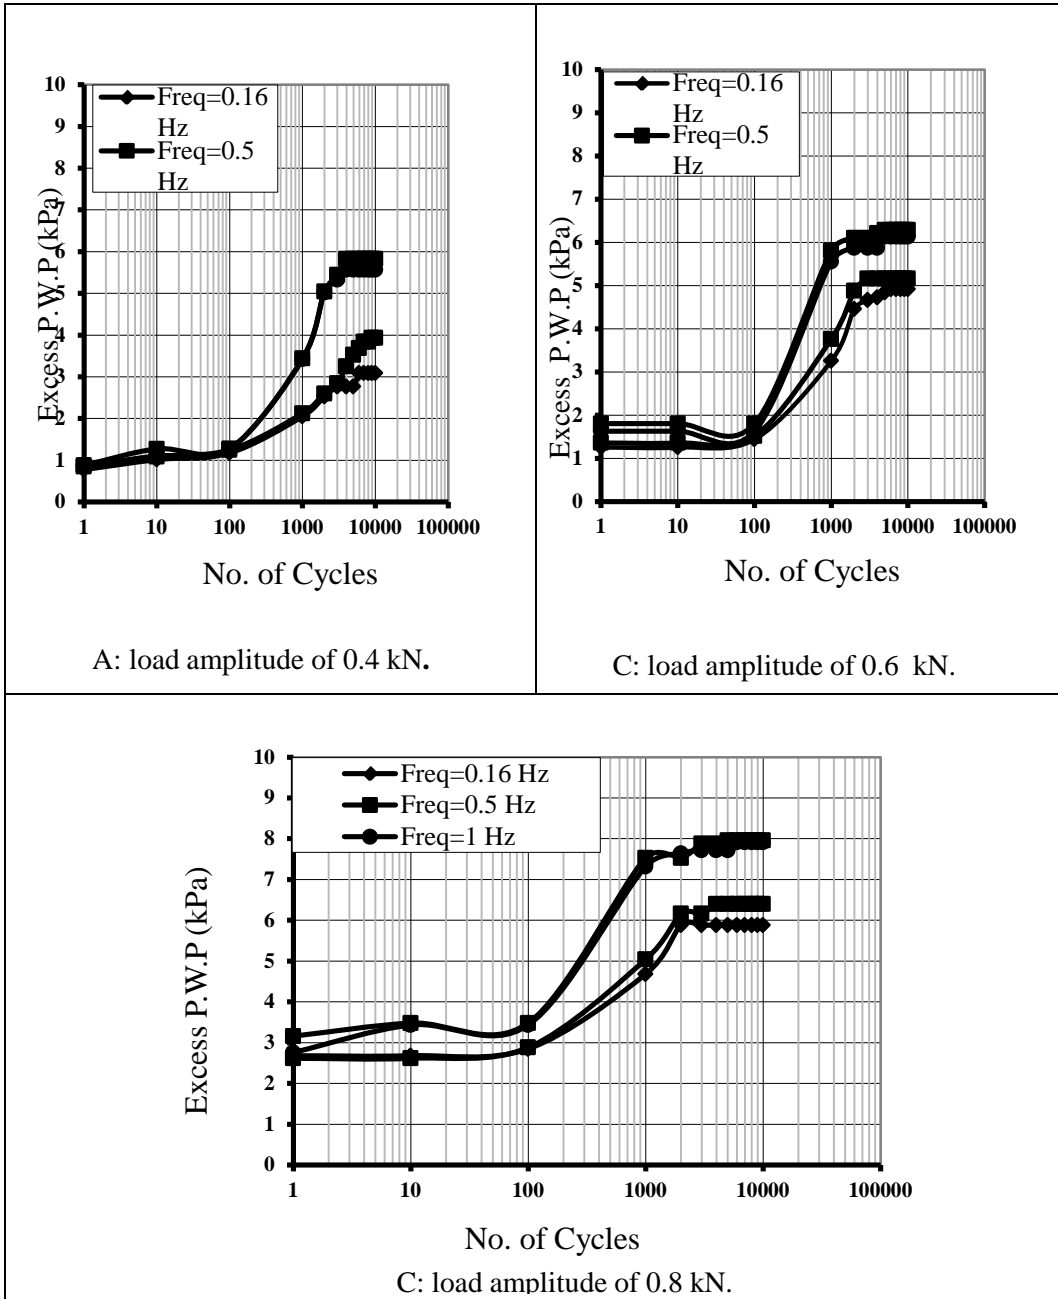 10
9
8
7
6
5
4
3
2
1
0
Excess P.W.P (kPa)
Freq=0.16
Hz
Freq=0.5
Hz
1 10 100 1000 10000 100000
No. of Cycles
A: load amplitude of 0.4 kN.
10
9
8
7
6
5
4
3
2
1
0
Excess P.W.P (kPa)
Freq=0.16
Hz
Freq=0.5
Hz
1 10 100 1000 10000 100000
No. of Cycles
C: load amplitude of 0.6 kN.
10
9
8
7
6
5
4
3
2
1
0
Excess P.W.P (kPa)
Freq=0.16 Hz
Freq=0.5 Hz
Freq=1 Hz
1 10 100 1000 10000 100000
No. of Cycles
C: load amplitude of 0.8 kN.